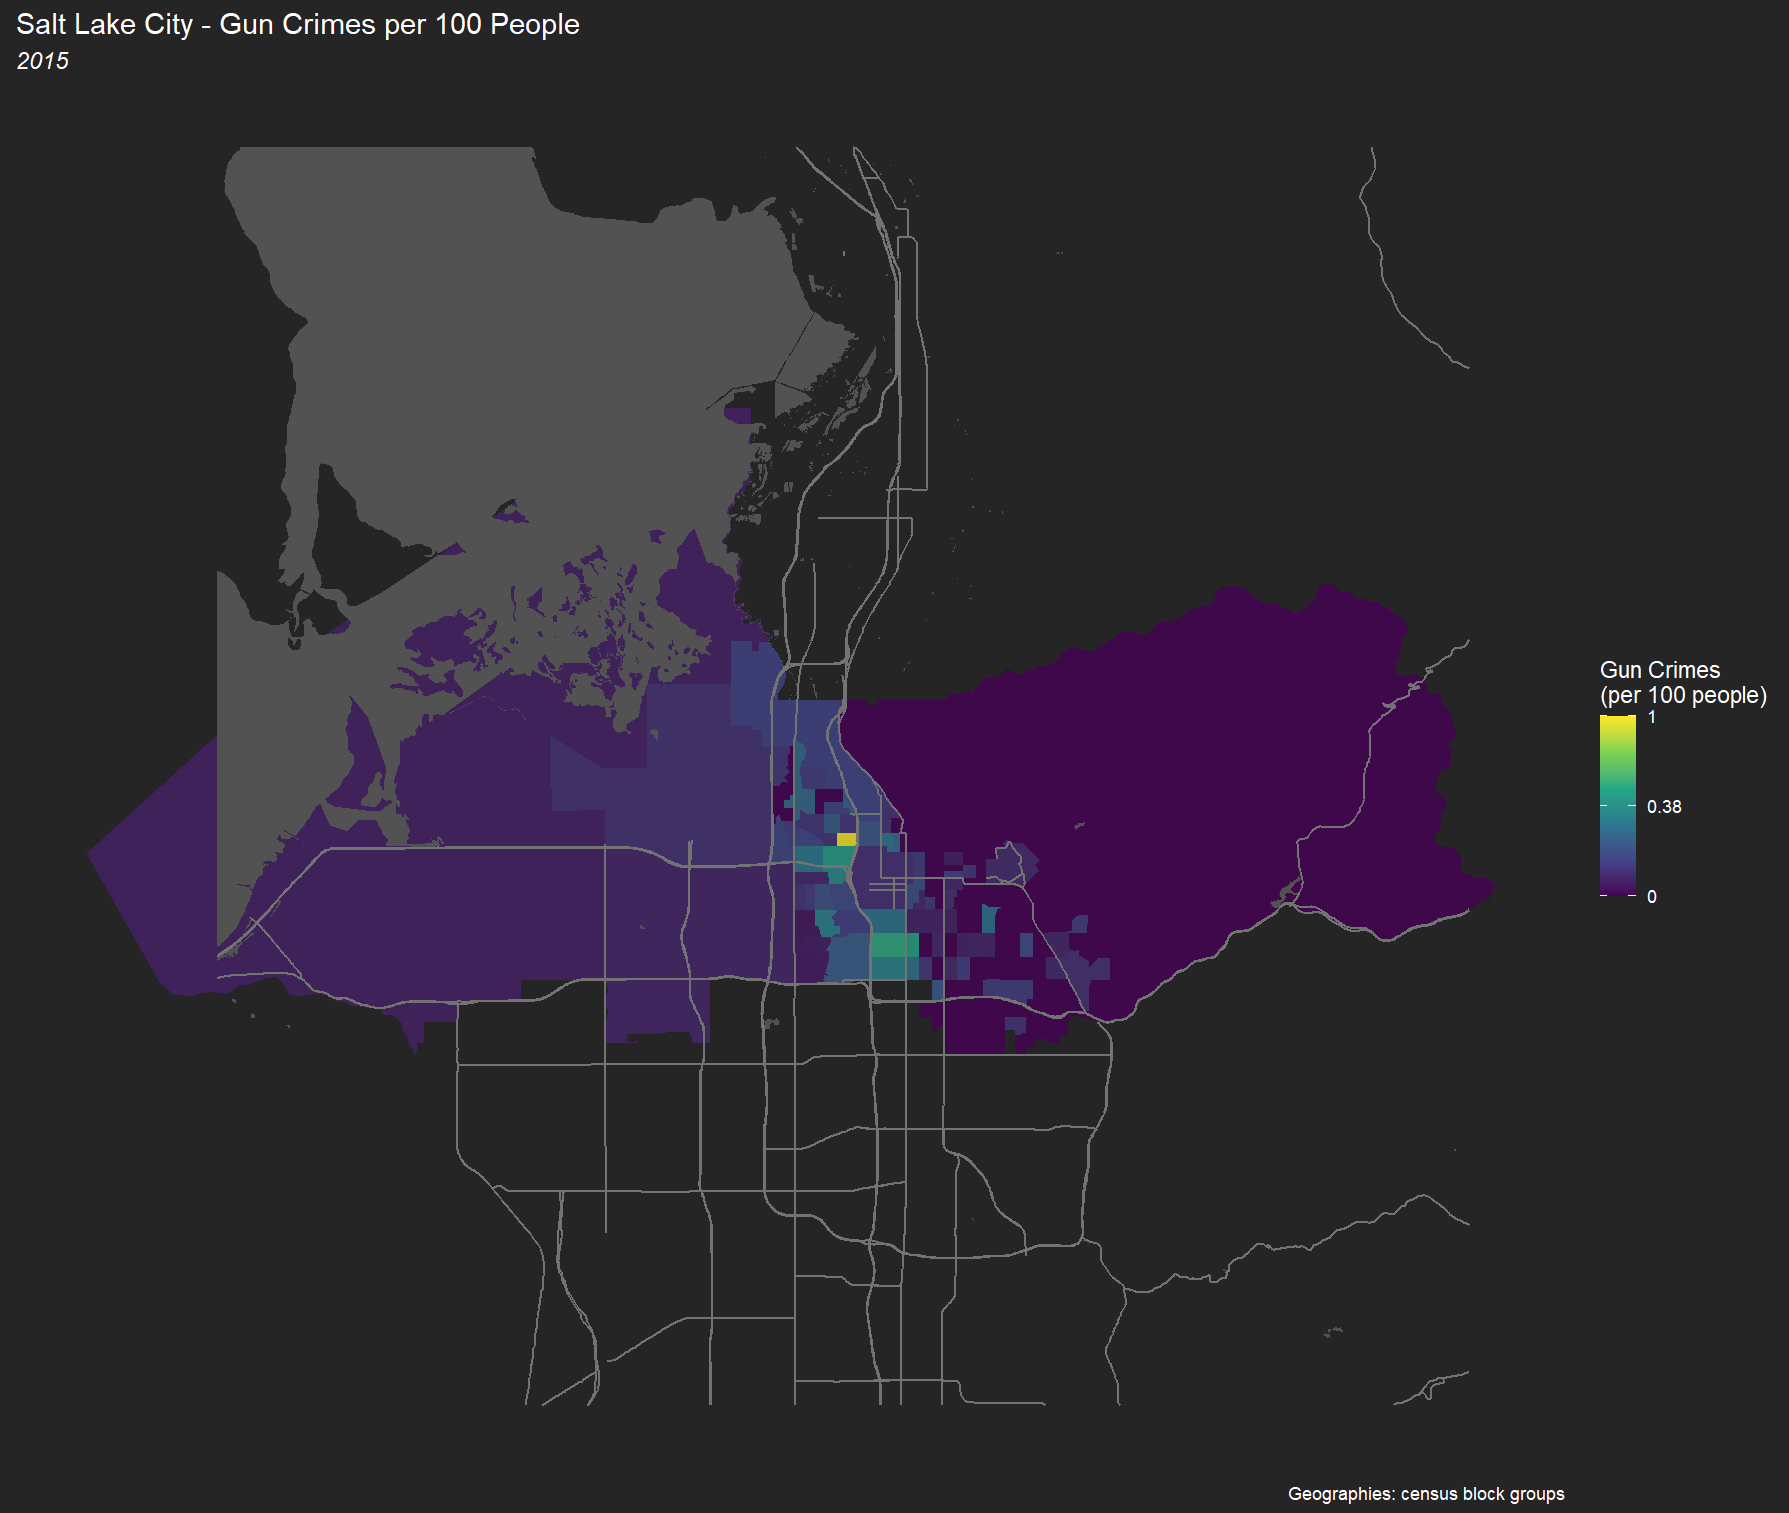 Salt Lake City - Gun Crimes per 100 People
2015
Gun Crimes
(per 100 people)
1
0.38
0
Geographies: census block groups